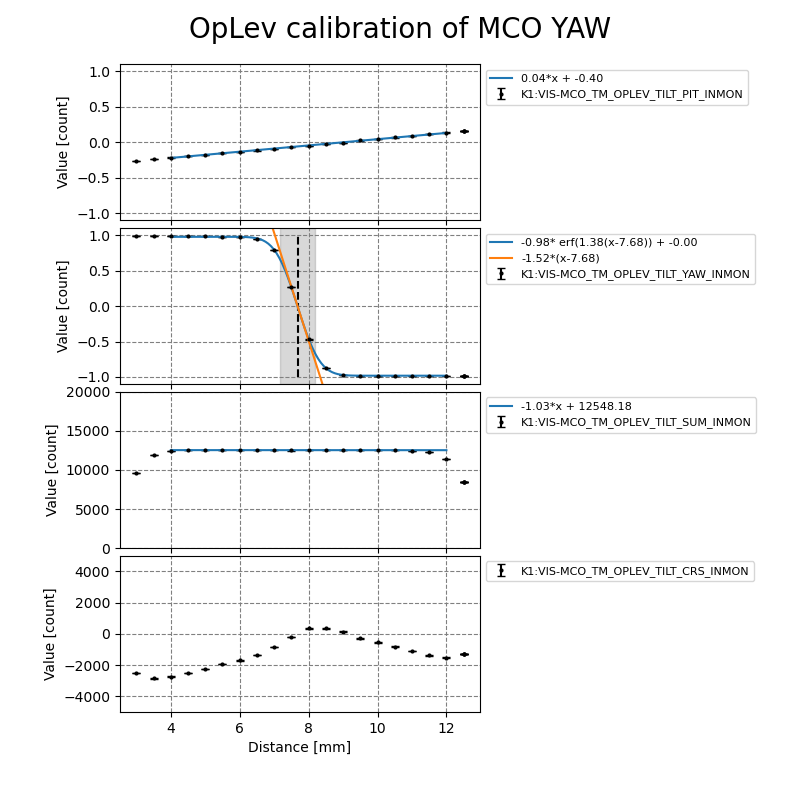 OpLev calibration of MCO YAW
1.0
0.5
0.0
−0.5
−1.0
Value [count]
0.04*x + -0.40
K1:VIS-MCO_TM_OPLEV_TILT_PIT_INMON
1.0
0.5
0.0
−0.5
−1.0
Value [count]
-0.98* erf(1.38(x-7.68)) + -0.00
-1.52*(x-7.68)
K1:VIS-MCO_TM_OPLEV_TILT_YAW_INMON
20000
15000
10000
5000
0
Value [count]
-1.03*x + 12548.18
K1:VIS-MCO_TM_OPLEV_TILT_SUM_INMON
4000
2000
0
−2000
−4000
Value [count]
K1:VIS-MCO_TM_OPLEV_TILT_CRS_INMON
4 6 8 10 12
Distance [mm]